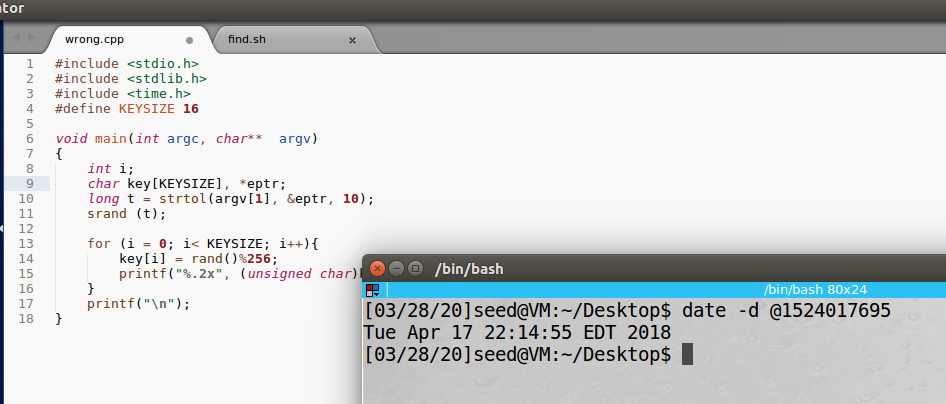 ator
wrong.cpp
find.sh
1 #include <stdio.h>
2 #include <stdlib.h>
3 #include <time.h>
4 #define KEYSIZE 16
5
6 void main(int argc, char**  argv)
7 {
8     int i;
9     char key[KEYSIZE], *eptr;
10     long t = strtol(argv[1], &eptr, 10);
11     srand (t);
12
13     for (i = 0; i< KEYSIZE; i++){
14         key[i] = rand()%256;
15         printf("%.2x", (unsigned char)
16     }
17     printf("\n");
18 }
/bin/bash
/bin/bash 80x24
[03/28/20]seed@VM:~/Desktop$ date -d @1524017695
Tue Apr 17 22:14:55 EDT 2018
[03/28/20]seed@VM:~/Desktop$